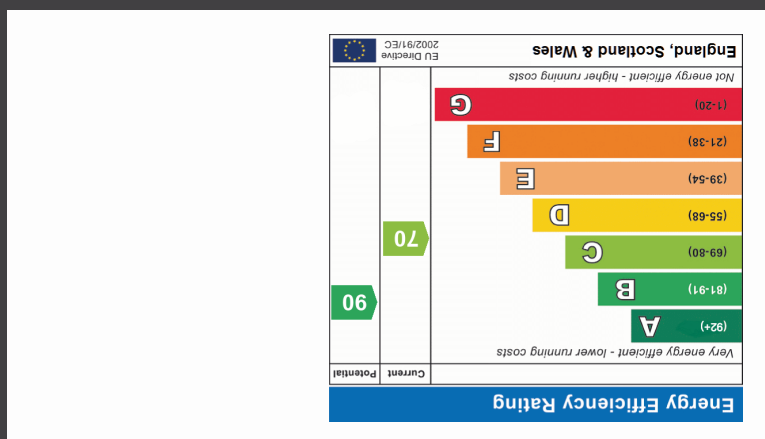 Energy Efficiency Rating
Current Potential
Very energy efficient - lower running costs
(92+) A
(81-91) B
90
(69-80) C
70
(55-68) D
(39-54) E
(21-38) F
(1-20) G
Not energy efficient - higher running costs
England, Scotland & Wales
EU Directive
2002/91/EC